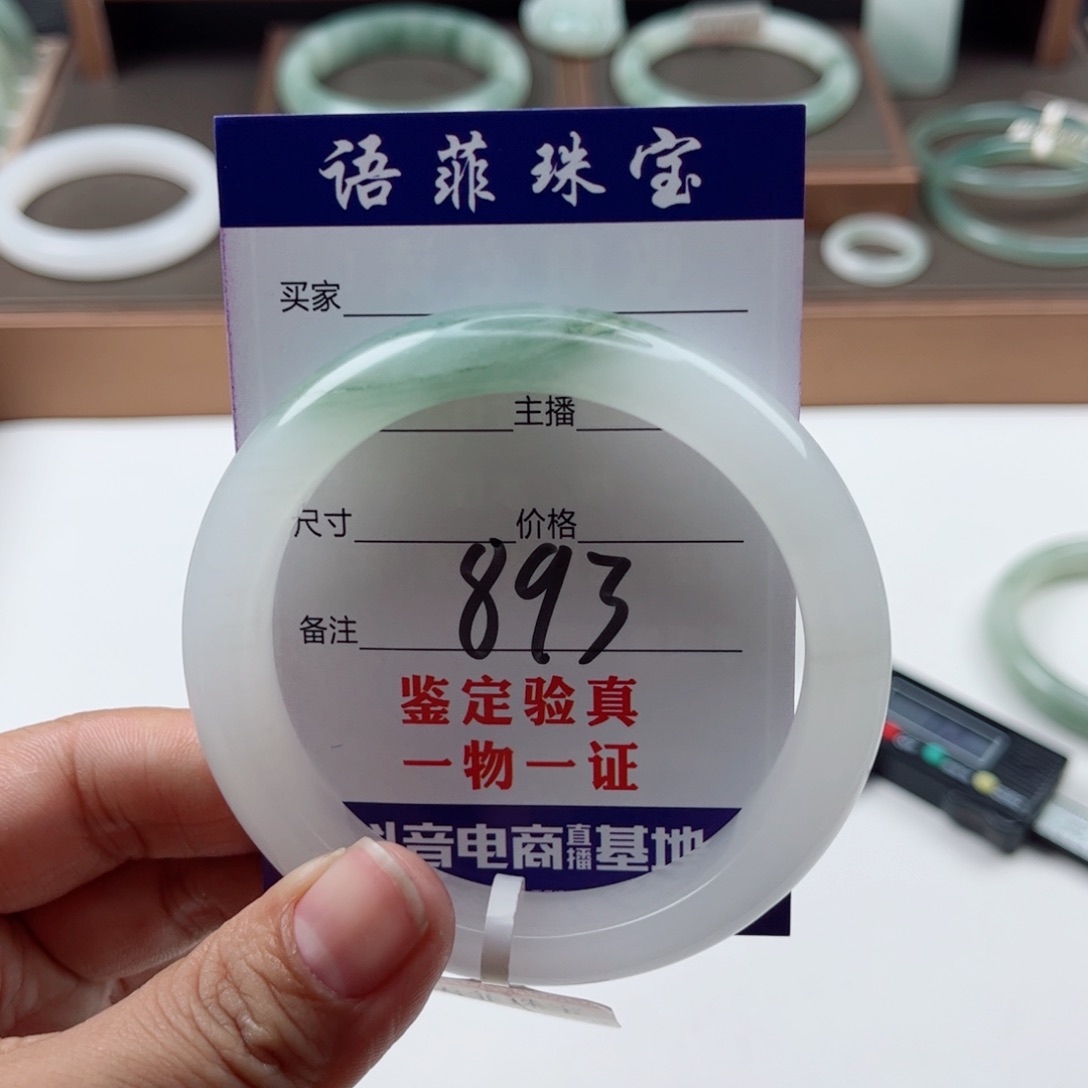 语菲珠宝
买家
主播
尺寸 价格
893
备注
鉴定验真
一物一证
抖音电商直播基地